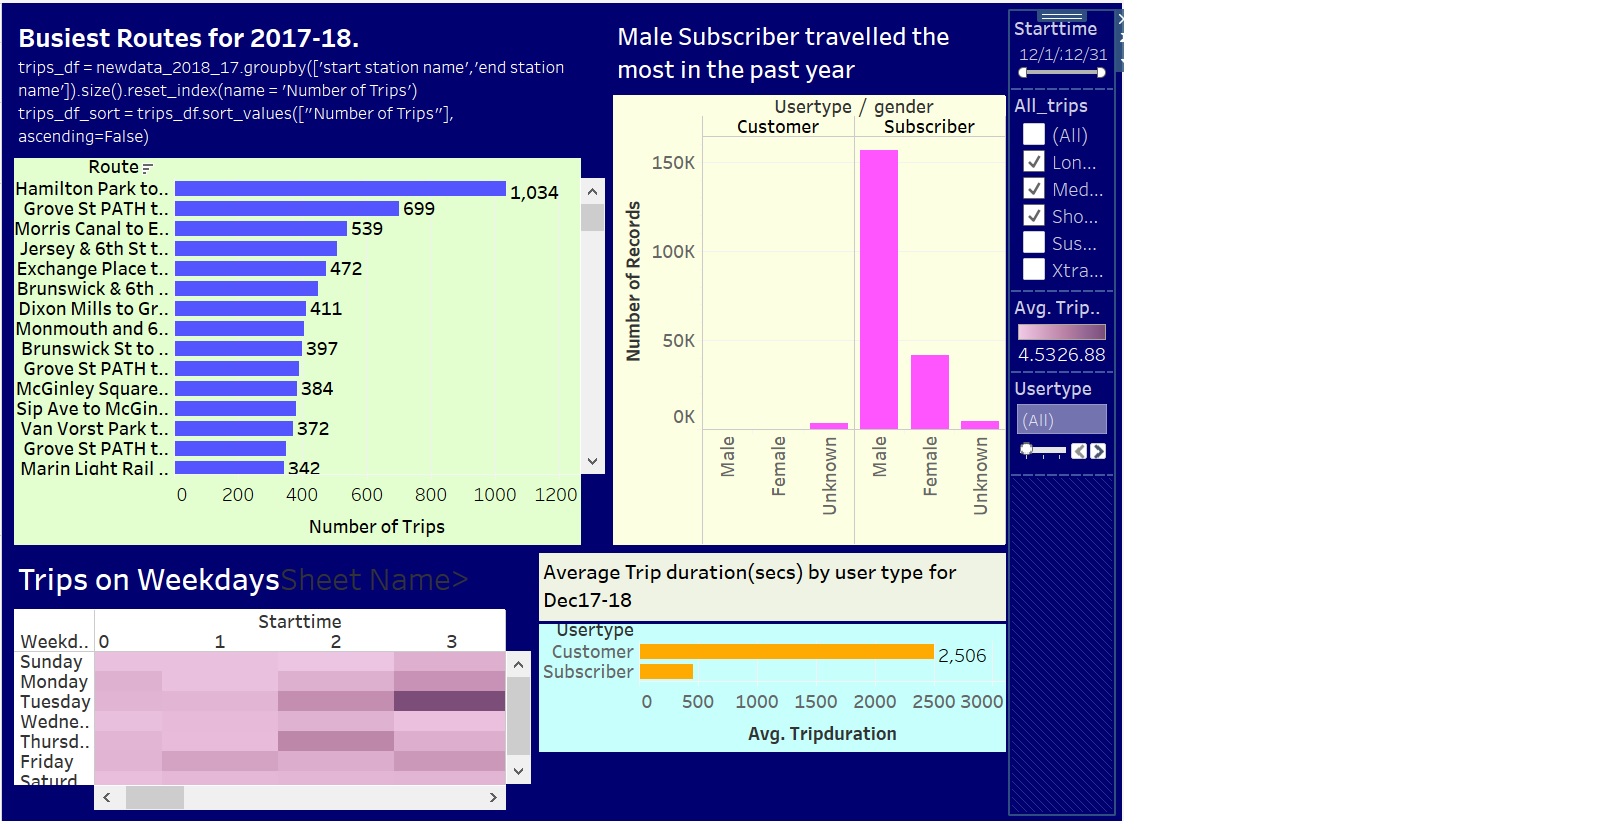 Busiest Routes for 2017-18.
trips_df = newdata_2018_17.groupby(['start station name','end station
name']).size().reset_index(name = 'Number of Trips')
trips_df_sort = trips_df.sort_values(["Number of Trips"],
ascending=False)
Route
Hamilton Park to.. 1,034
Grove St PATH t.. 699
Morris Canal to E.. 539
Jersey & 6th St t..
Exchange Place t.. 472
Brunswick & 6th ..
Dixon Mills to Gr.. 411
Monmouth and 6..
Brunswick St to .. 397
Grove St PATH t..
McGinley Square.. 384
Sip Ave to McGin..
Van Vorst Park t.. 372
Grove St PATH t..
Marin Light Rail .. 342
0 200 400 600 800 1000 1200
Number of Trips
Male Subscriber travelled the
most in the past year
Usertype / gender
Customer Subscriber
150K
100K
50K
0K
Number of Records
Male Female Unknown Male Female Unknown
Trips on WeekdaysSheet Name>
Starttime
Weekd.. 0 1 2 3
Sunday
Monday
Tuesday
Wedne..
Thursd..
Friday
Saturd
Average Trip duration(secs) by user type for
Dec17-18
Usertype
Customer 2,506
Subscriber
0 500 1000 1500 2000 2500 3000
Avg. Tripduration
Starttime
12/1/:12/31
All_trips
(All)
Lon...
Med...
Sho...
Sus...
Xtra...
Avg. Trip..
4.5326.88
Usertype
(All)